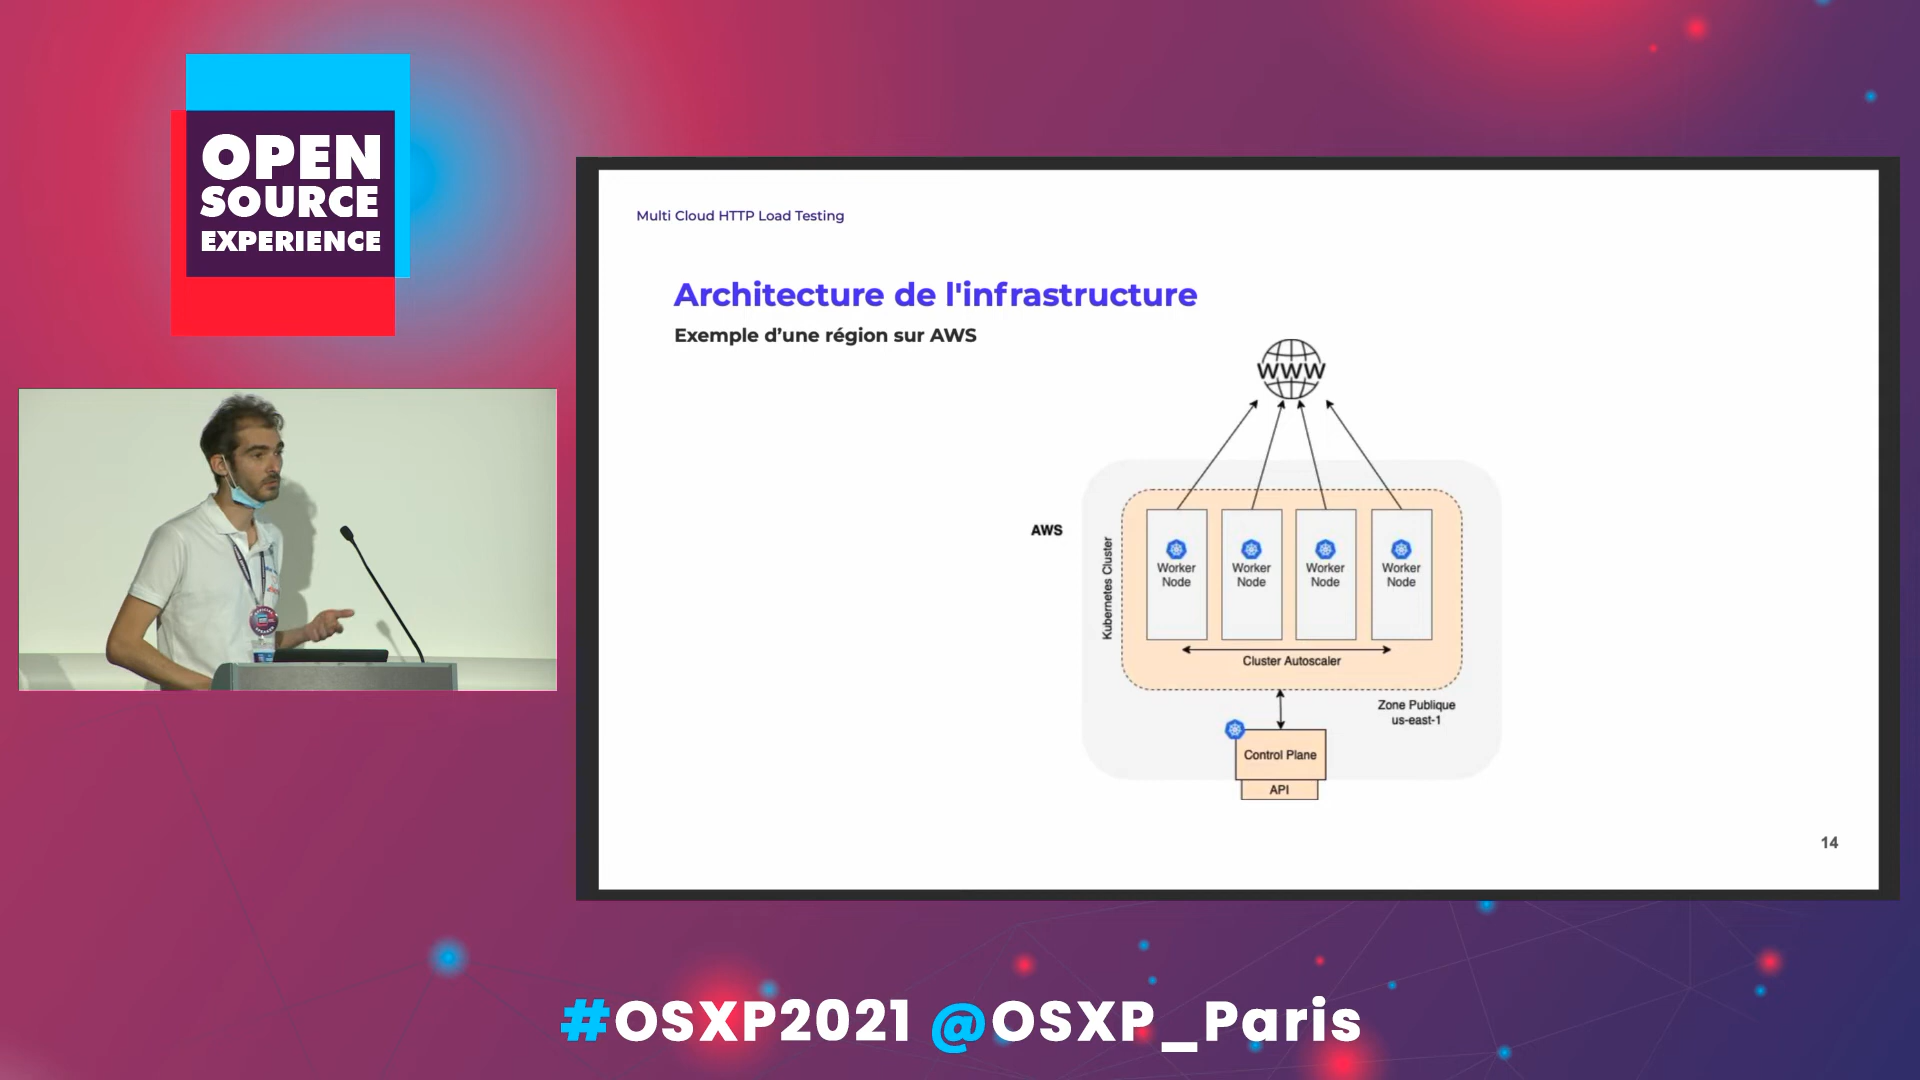 OPEN
SOURCE
EXPERIENCE
Multi Cloud HTTP Load Testing
Architecture de l'infrastructure
Exemple d’une région sur AWS
WWW
AWS
Kubernetes Cluster
Worker
Node
Worker
Node
Worker
Node
Worker
Node
Cluster Autoscaler
Zone Publique
us-east-1
Control Plane
API
14
#OSXP2021 @OSXP_Paris